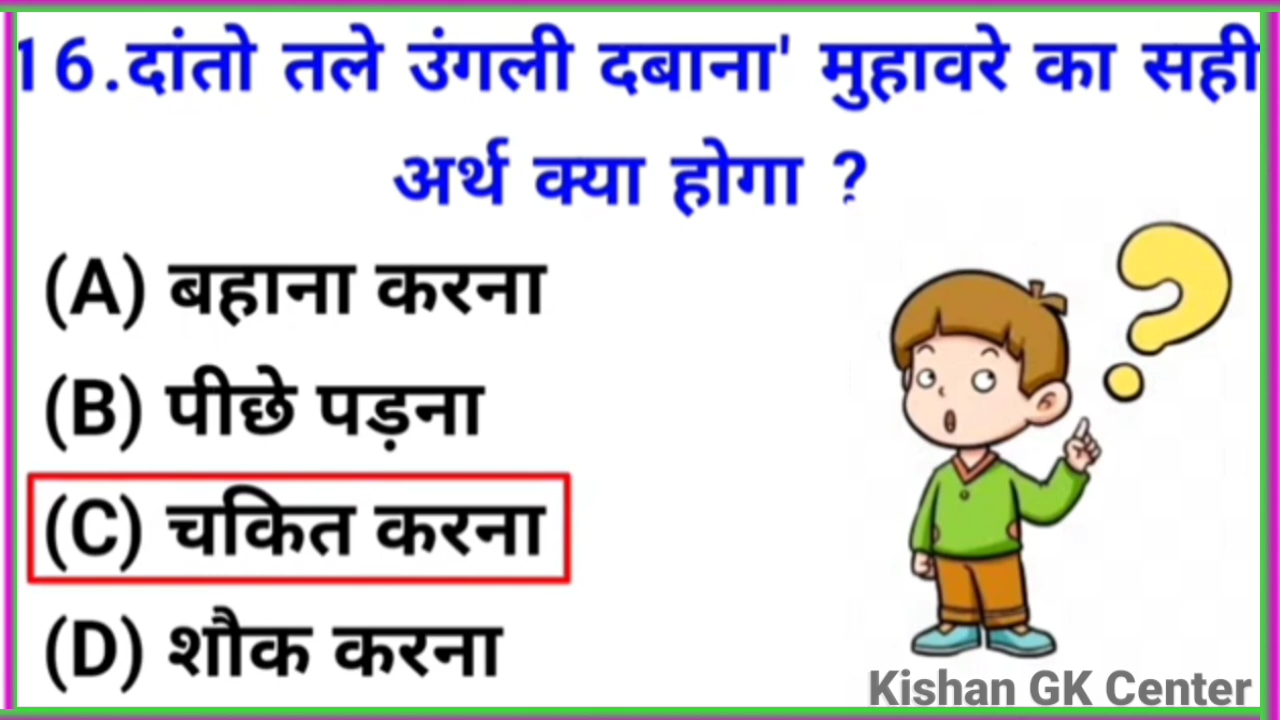 16.दांतो तले उंगली दबाना' मुहावरे का सही
अर्थ क्या होगा ?
(A) बहाना करना
(B) पीछे पड़ना
(C) चकित करना
(D) शौक करना
Kishan GK Center